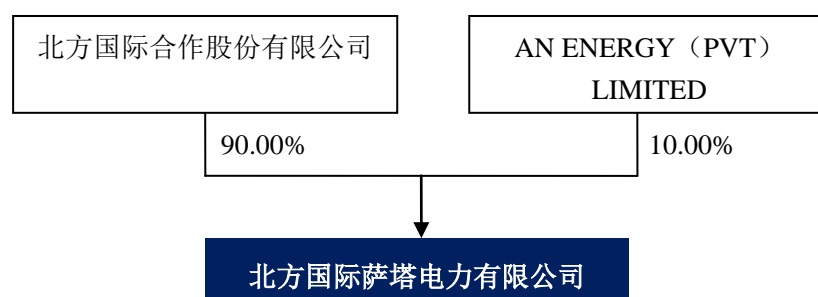 北方国际合作股份有限公司
AN ENERGY（PVT）
LIMITED
90.00%
10.00%
北方国际萨塔电力有限公司